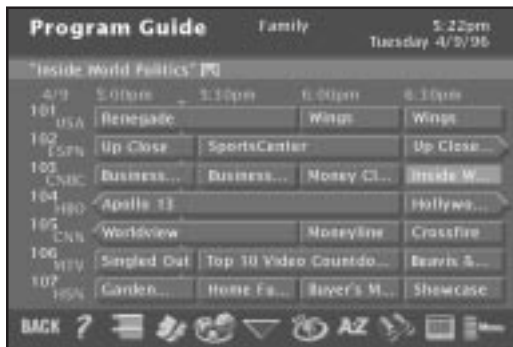 Program Guide Family 5:22pm
Tuesday 4/9/96
"Inside World Politics"
4/9 5:00pm 5:30pm 6:00pm 6:30pm
101 USA Renegade Wings Wings
102 ESPN Up Close SportsCenter Up Close...
103 CNBC Business... Business... Money Cl... Inside W...
104 HBO Apollo 13 Hollywo...
105 CNN Worldview Moneyline Crossfire
106 MTV Singled Out Top 10 Video Countdo... Beavis &...
107 HSN Garden... Home Fa... Buyer's M... Showcase
BACK ? AZ